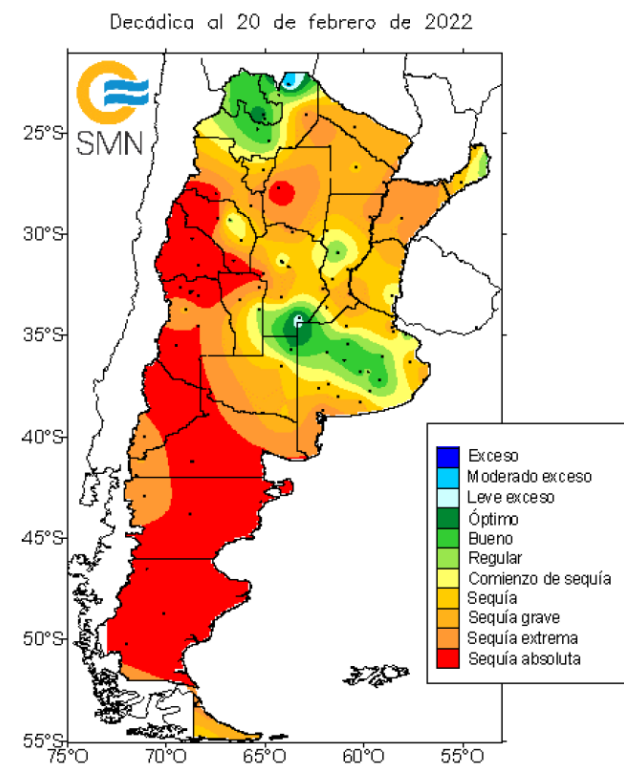 Decádica al 20 de febrero de 2022
SMN
25°S
30°S
35°S
40°S
45°S
50°S
55°S
75°O 70°O 65°O 60°O 55°O
Exceso
Moderado exceso
Leve exceso
Óptimo
Bueno
Regular
Comienzo de sequía
Sequía
Sequía grave
Sequía extrema
Sequía absoluta